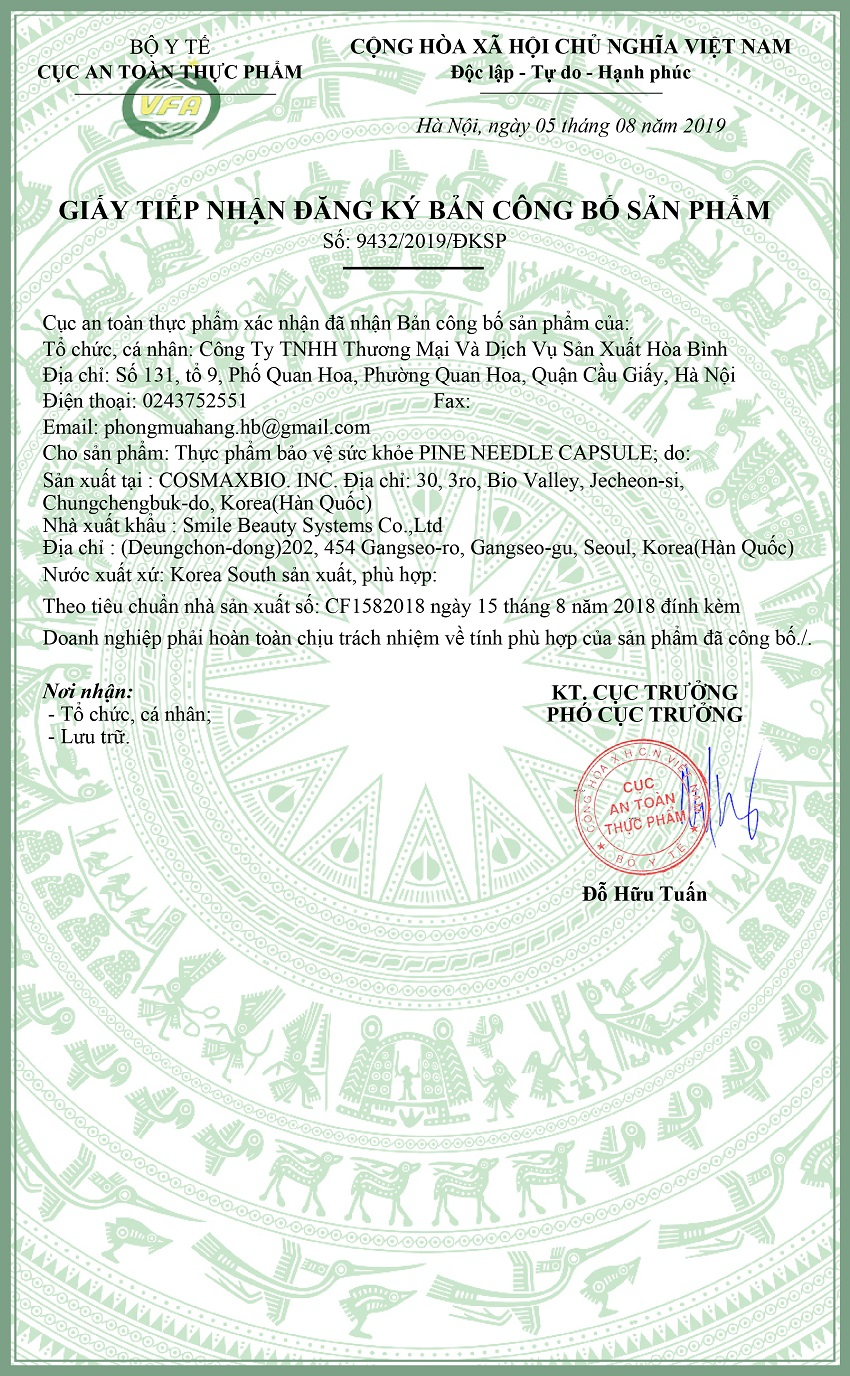 BỘ Y TẾ
CỤC AN TOÀN THỰC PHẨM
VFA
CỘNG HÒA XÃ HỘI CHỦ NGHĨA VIỆT NAM
Độc lập - Tự do - Hạnh phúc
Hà Nội, ngày 05 tháng 08 năm 2019
GIẤY TIẾP NHẬN ĐĂNG KÝ BẢN CÔNG BỐ SẢN PHẨM
Số: 9432/2019/ĐKSP
Cục an toàn thực phẩm xác nhận đã nhận Bản công bố sản phẩm của:
Tổ chức, cá nhân: Công Ty TNHH Thương Mại Và Dịch Vụ Sản Xuất Hòa Bình
Địa chỉ: Số 131, tổ 9, Phố Quan Hoa, Phường Quan Hoa, Quận Cầu Giấy, Hà Nội
Điện thoại: 0243752551 Fax:
Email: phongmuahang.hb@gmail.com
Cho sản phẩm: Thực phẩm bảo vệ sức khỏe PINE NEEDLE CAPSULE; do:
Sản xuất tại : COSMAXBIO. INC. Địa chỉ: 30, 3ro, Bio Valley, Jecheon-si,
Chungchengbuk-do, Korea(Hàn Quốc)
Nhà xuất khẩu : Smile Beauty Systems Co.,Ltd
Địa chỉ : (Deungchon-dong)202, 454 Gangseo-ro, Gangseo-gu, Seoul, Korea(Hàn Quốc)
Nước xuất xứ: Korea South sản xuất, phù hợp:
Theo tiêu chuẩn nhà sản xuất số: CF1582018 ngày 15 tháng 8 năm 2018 đính kèm
Doanh nghiệp phải hoàn toàn chịu trách nhiệm về tính phù hợp của sản phẩm đã công bố./.
Nơi nhận:
- Tổ chức, cá nhân;
- Lưu trữ.
KT. CỤC TRƯỞNG
PHÓ CỤC TRƯỞNG
CỘNG HÒA X.H.C.N VIỆT NAM
CỤC
AN TOÀN
THỰC PHẨM
★ BỘ Y TẾ ★
Đỗ Hữu Tuấn